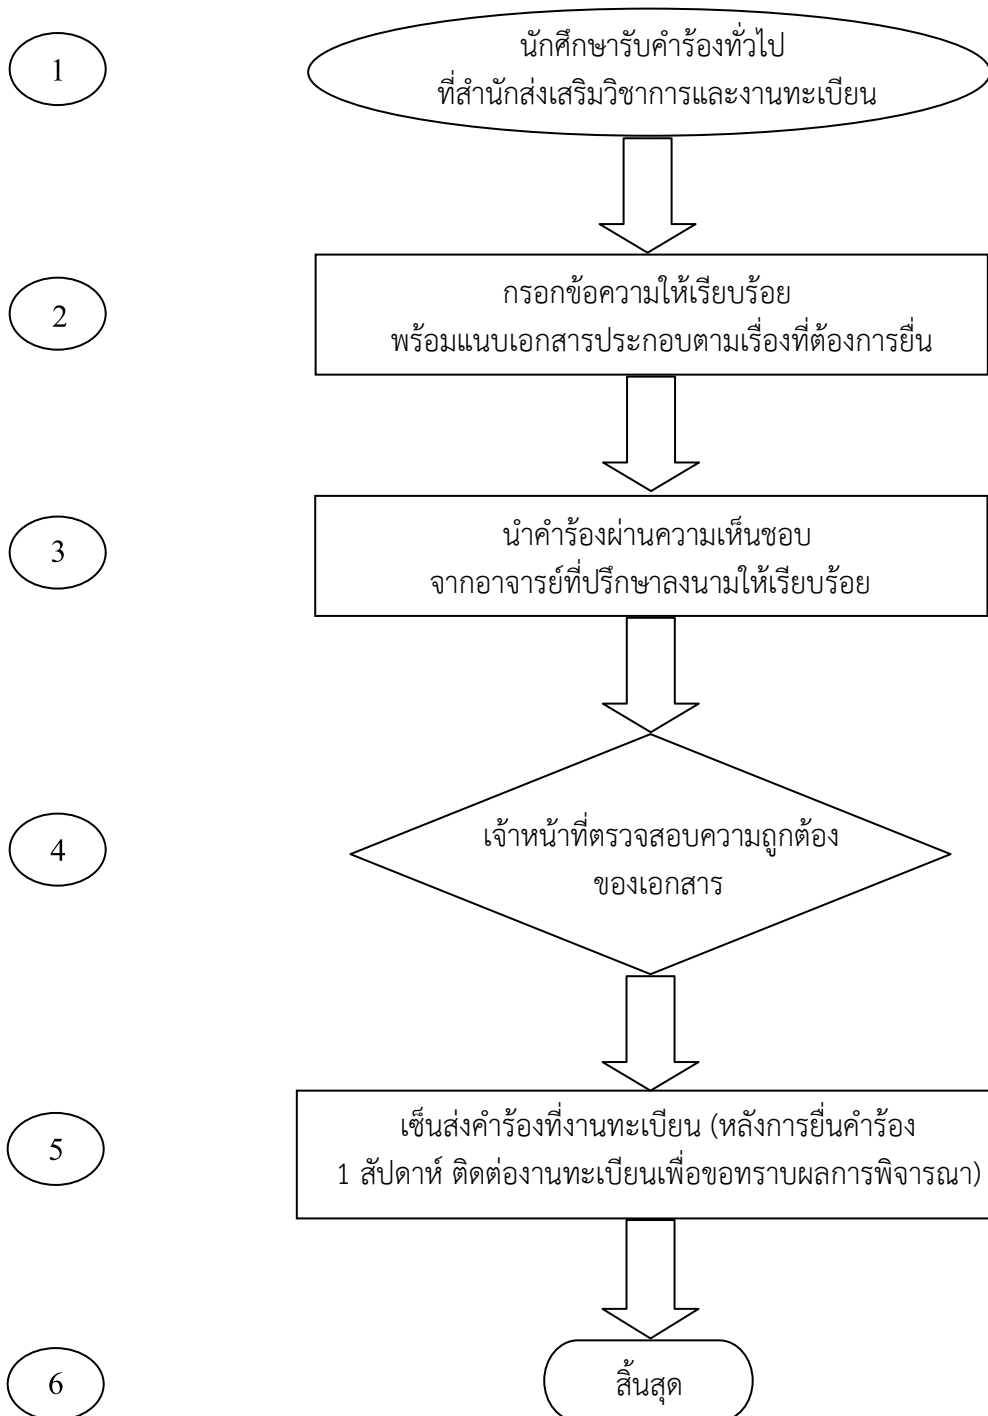 1
นักศึกษารับคำร้องทั่วไป
ที่สำนักส่งเสริมวิชาการและงานทะเบียน
2
กรอกข้อความให้เรียบร้อย
พร้อมแนบเอกสารประกอบตามเรื่องที่ต้องการยื่น
3
นำคำร้องผ่านความเห็นชอบ
จากอาจารย์ที่ปรึกษาลงนามให้เรียบร้อย
4
เจ้าหน้าที่ตรวจสอบความถูกต้อง
ของเอกสาร
5
เซ็นส่งคำร้องที่งานทะเบียน (หลังการยื่นคำร้อง
1 สัปดาห์ ติดต่องานทะเบียนเพื่อขอทราบผลการพิจารณา)
6
สิ้นสุด